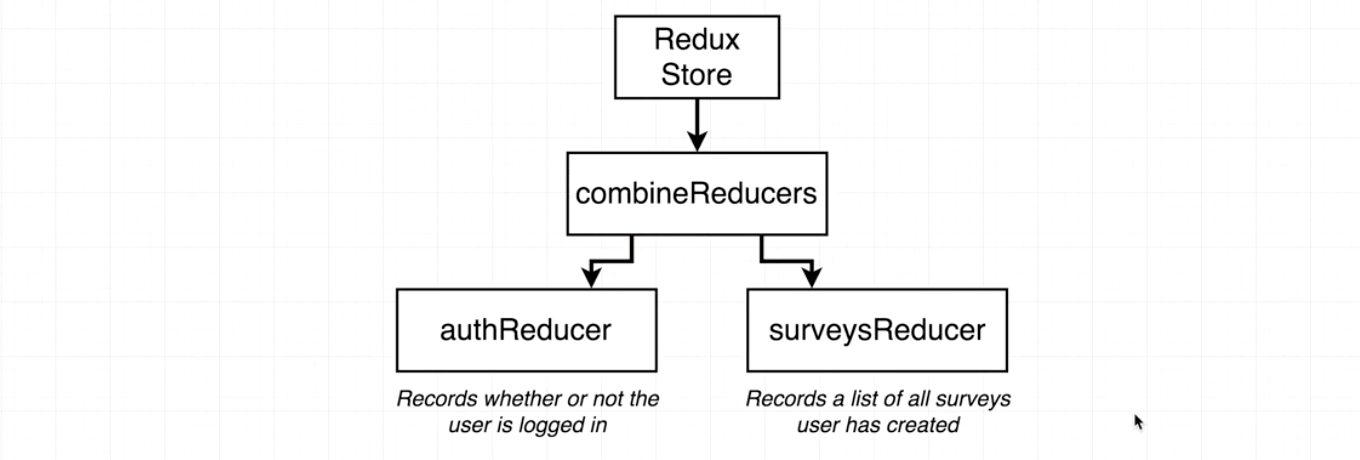 Redux
Store
combineReducers
authReducer
surveysReducer
Records whether or not the
user is logged in
Records a list of all surveys
user has created